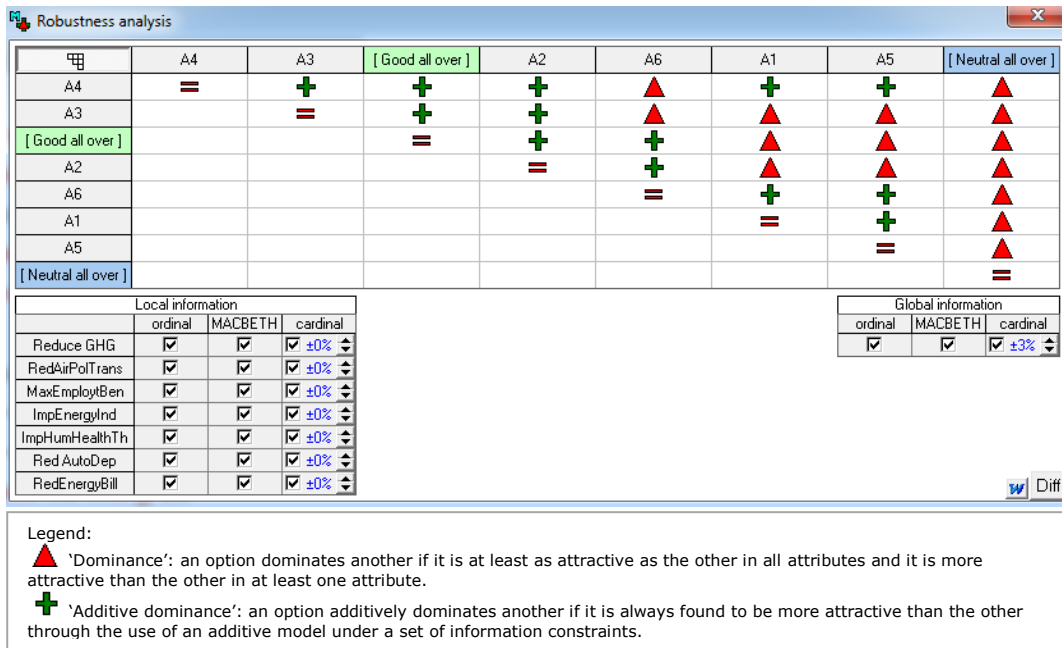 Robustness analysis
A4 A3 [ Good all over ] A2 A6 A1 A5 [ Neutral all over ]
A4
A3
[ Good all over ]
A2
A6
A1
A5
[ Neutral all over ]
Local information
ordinal MACBETH cardinal
Reduce GHG ±0%
RedAirPolTrans ±0%
MaxEmploytBen ±0%
ImpEnergyInd ±0%
ImpHumHealthTh ±0%
Red AutoDep ±0%
RedEnergyBill ±0%
Global information
ordinal MACBETH cardinal
±3%
W Diff
Legend:
‘Dominance’: an option dominates another if it is at least as attractive as the other in all attributes and it is more
attractive than the other in at least one attribute.
‘Additive dominance’: an option additively dominates another if it is always found to be more attractive than the other
through the use of an additive model under a set of information constraints.